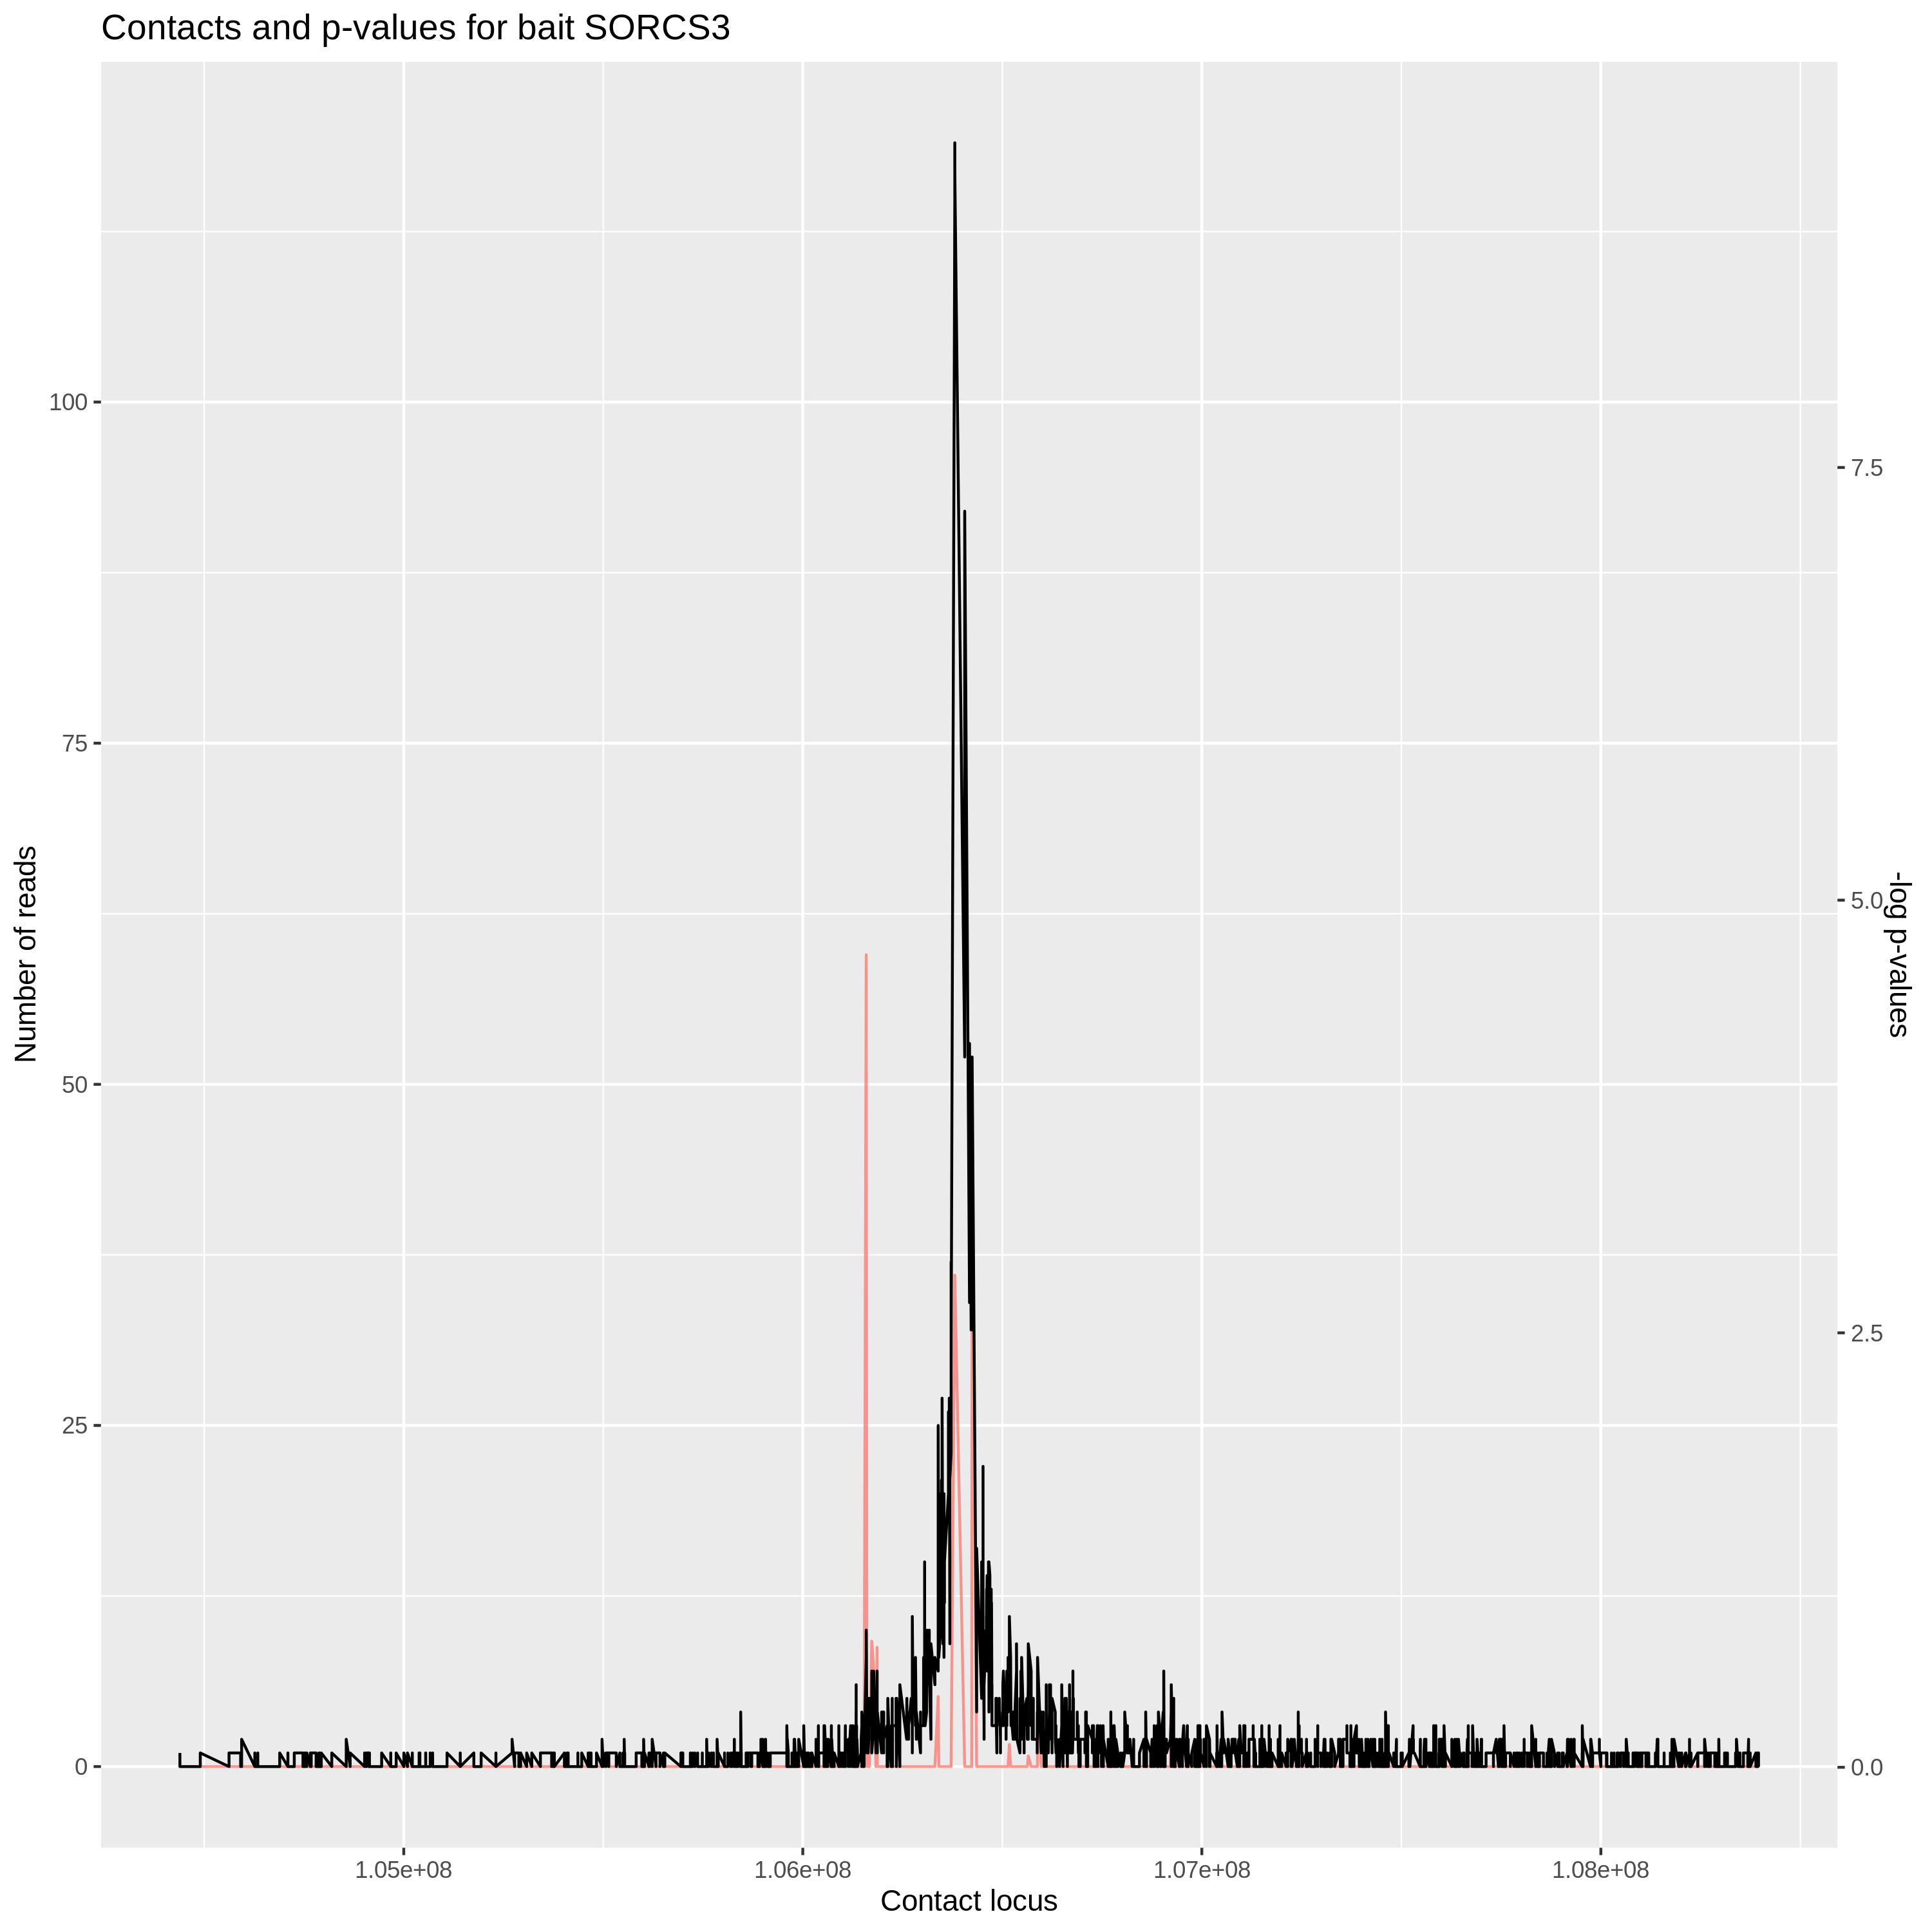 Contacts and p-values for bait SORCS3
100
75
50
25
0
Number of reads
7.5
5.0
2.5
0.0
-log p-values
1.05e+08
1.06e+08
1.07e+08
1.08e+08
Contact locus